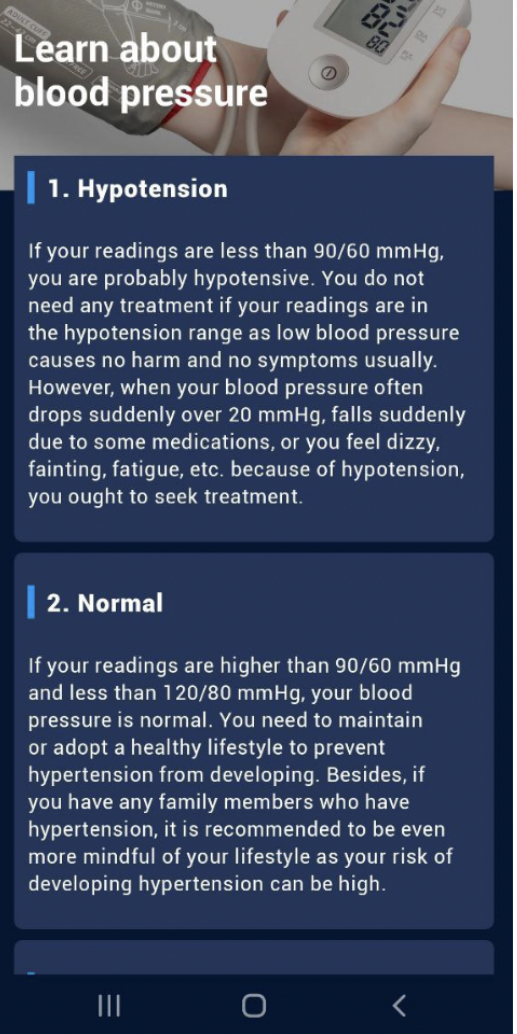 Learn about
blood pressure
1. Hypotension
If your readings are less than 90/60 mmHg,
you are probably hypotensive. You do not
need any treatment if your readings are in
the hypotension range as low blood pressure
causes no harm and no symptoms usually.
However, when your blood pressure often
drops suddenly over 20 mmHg, falls suddenly
due to some medications, or you feel dizzy,
fainting, fatigue, etc. because of hypotension,
you ought to seek treatment.
2. Normal
If your readings are higher than 90/60 mmHg
and less than 120/80 mmHg, your blood
pressure is normal. You need to maintain
or adopt a healthy lifestyle to prevent
hypertension from developing. Besides, if
you have any family members who have
hypertension, it is recommended to be even
more mindful of your lifestyle as your risk of
developing hypertension can be high.